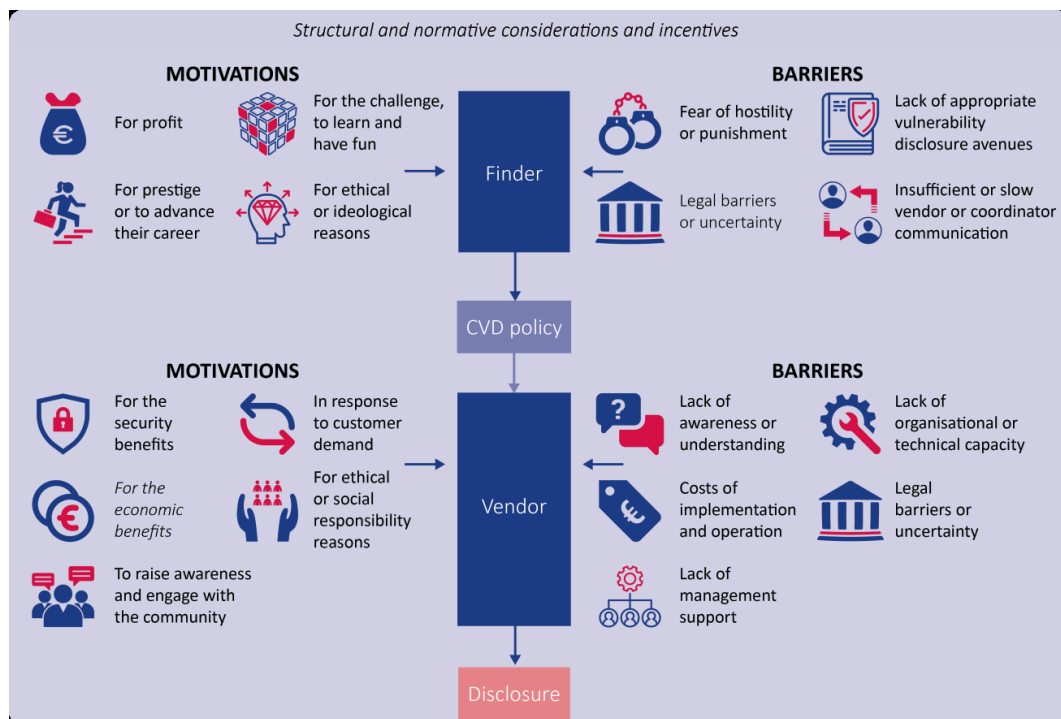 Structural and normative considerations and incentives
MOTIVATIONS
For profit
For the challenge,
to learn and
have fun
For prestige
or to advance
their career
For ethical
or ideological
reasons
Finder
BARRIERS
Fear of hostility
or punishment
Lack of appropriate
vulnerability
disclosure avenues
Legal barriers
or uncertainty
Insufficient or slow
vendor or coordinator
communication
CVD policy
MOTIVATIONS
For the
security
benefits
In response
to customer
demand
For the
economic
benefits
For ethical
or social
responsibility
reasons
To raise awareness
and engage with
the community
Vendor
BARRIERS
?
Lack of
awareness or
understanding
Lack of
organisational or
technical capacity
Costs of
implementation
and operation
Legal
barriers or
uncertainty
Lack of
management
support
Disclosure